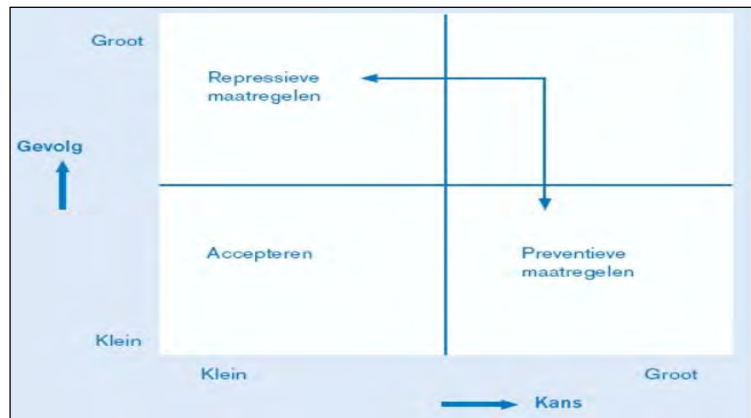 Groot
Repressieve
maatregelen
Gevolg
Accepteren
Preventieve
maatregelen
Klein
Klein
Groot
Kans